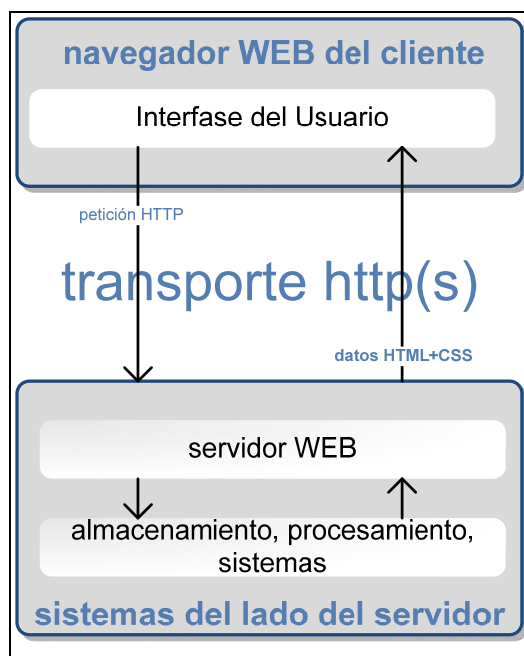 navegador WEB del cliente
Interfase del Usuario
petición HTTP
transporte http(s)
datos HTML+CSS
servidor WEB
almacenamiento, procesamiento,
sistemas
sistemas del lado del servidor